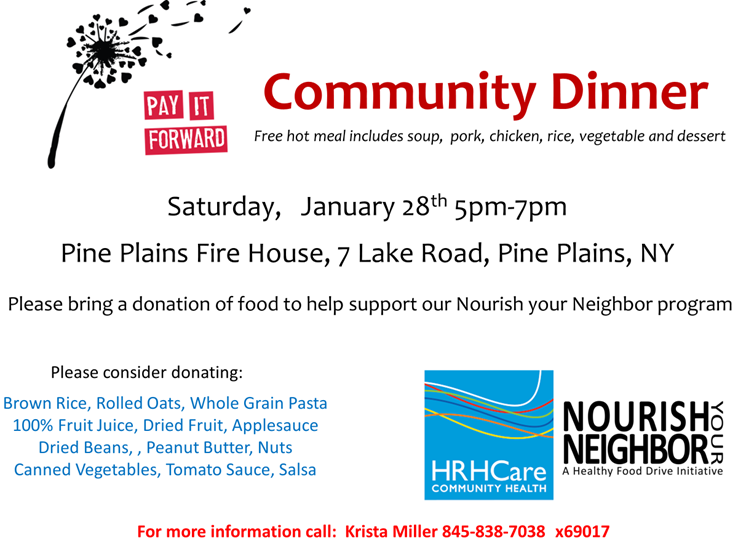 PAY IT
FORWARD
Community Dinner
Free hot meal includes soup, pork, chicken, rice, vegetable and dessert
Saturday, January 28th 5pm-7pm
Pine Plains Fire House, 7 Lake Road, Pine Plains, NY
Please bring a donation of food to help support our Nourish your Neighbor program
Please consider donating:
Brown Rice, Rolled Oats, Whole Grain Pasta
100% Fruit Juice, Dried Fruit, Applesauce
Dried Beans, , Peanut Butter, Nuts
Canned Vegetables, Tomato Sauce, Salsa
HRHCare
COMMUNITY HEALTH
NOURISH YOUR
NEIGHBOR
A Healthy Food Drive Initiative
For more information call: Krista Miller 845-838-7038 x69017